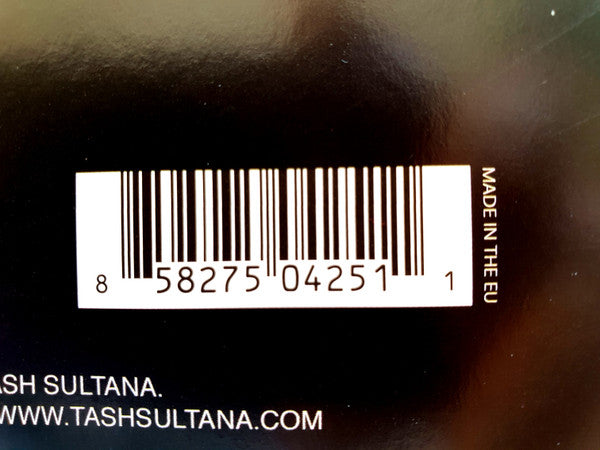 8 58275 04251 1
MADE IN THE EU
ASH SULTANA.
WWW.TASHSULTANA.COM